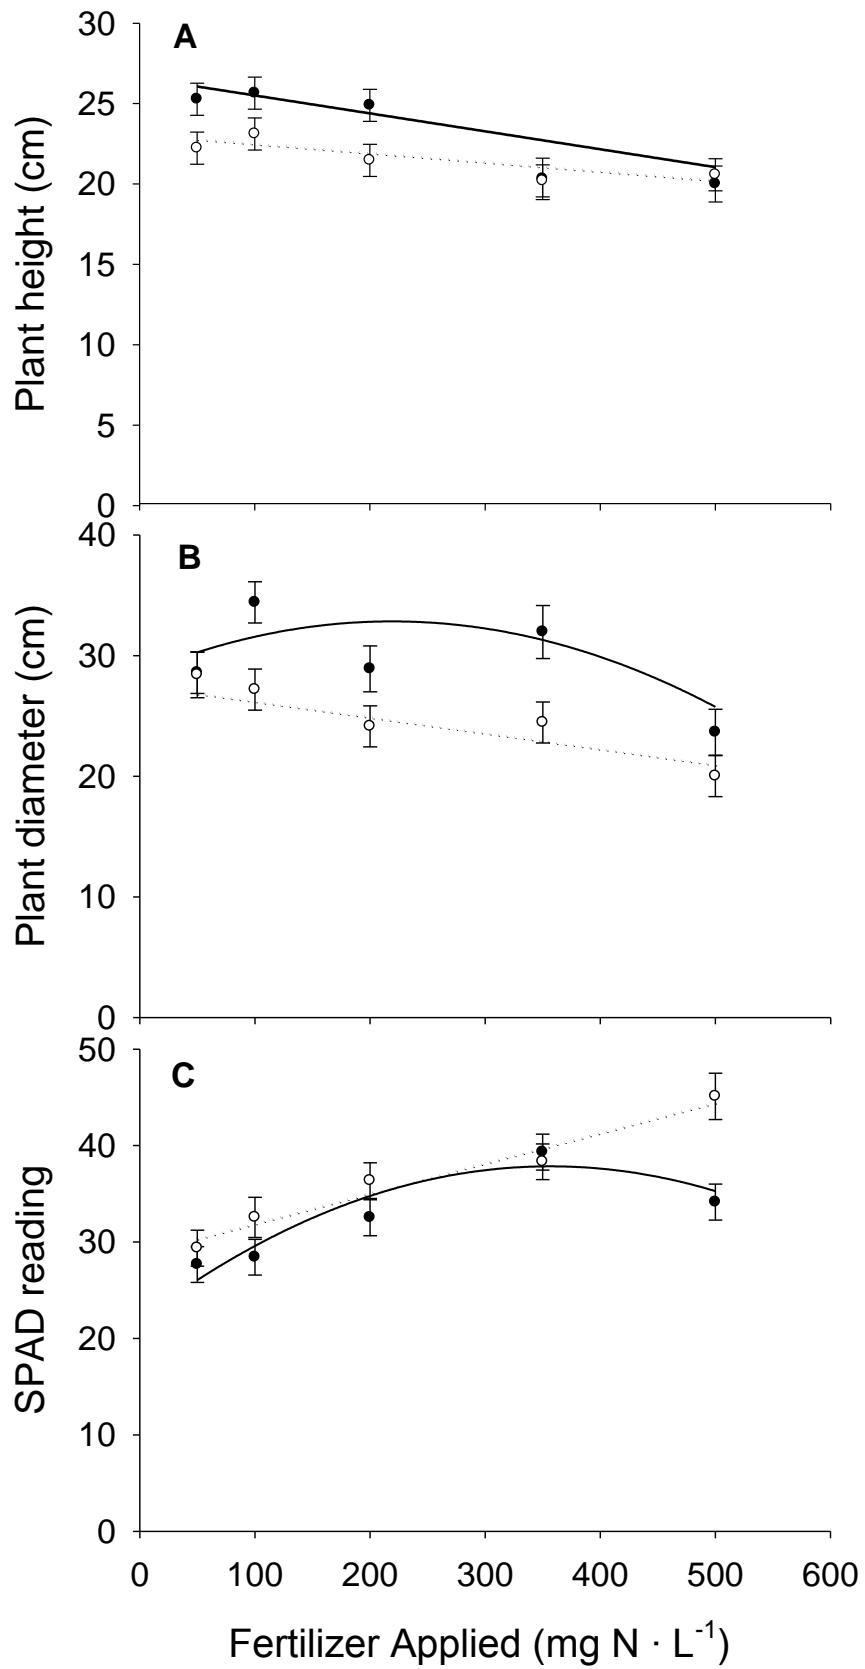 A
Plant height (cm)
30
25
20
15
10
5
0
B
Plant diameter (cm)
40
30
20
10
0
C
SPAD reading
50
40
30
20
10
0
0 100 200 300 400 500 600
Fertilizer Applied (mg N · L⁻¹)